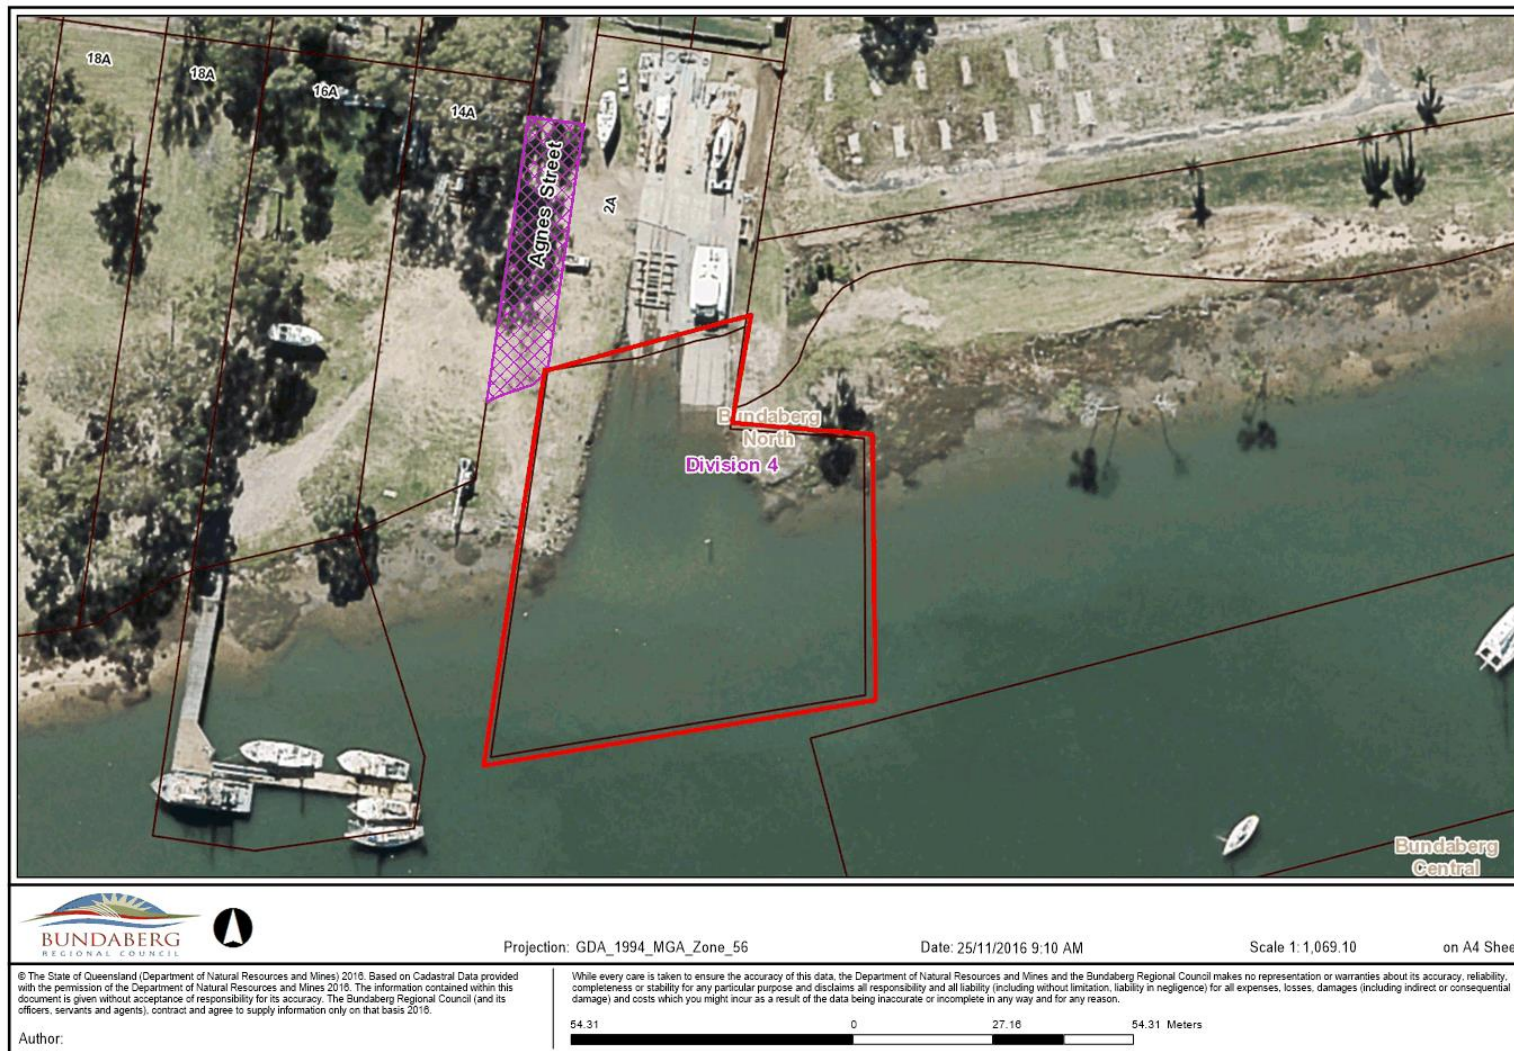 18A
18A
16A
14A
Agnes Street
2A
Bundaberg
North
Division 4
Bundaberg
Central
BUNDABERG
REGIONAL COUNCIL
Projection: GDA_1994_MGA_Zone_56
Date: 25/11/2016 9:10 AM
Scale 1: 1,069.10
on A4 Shee
© The State of Queensland (Department of Natural Resources and Mines) 2016. Based on Cadastral Data provided
with the permission of the Department of Natural Resources and Mines 2016. The information contained within this
document is given without acceptance of responsibility for its accuracy. The Bundaberg Regional Council (and its
officers, servants and agents), contract and agree to supply information only on that basis 2016.
Author:
While every care is taken to ensure the accuracy of this data, the Department of Natural Resources and Mines and the Bundaberg Regional Council makes no representation or warranties about its accuracy, reliability,
completeness or stability for any particular purpose and disclaims all responsibility and all liability (including without limitation, liability in negligence) for all expenses, losses, damages (including indirect or consequential
damage) and costs which you might incur as a result of the data being inaccurate or incomplete in any way and for any reason.
54.31 0 27.16 54.31 Meters